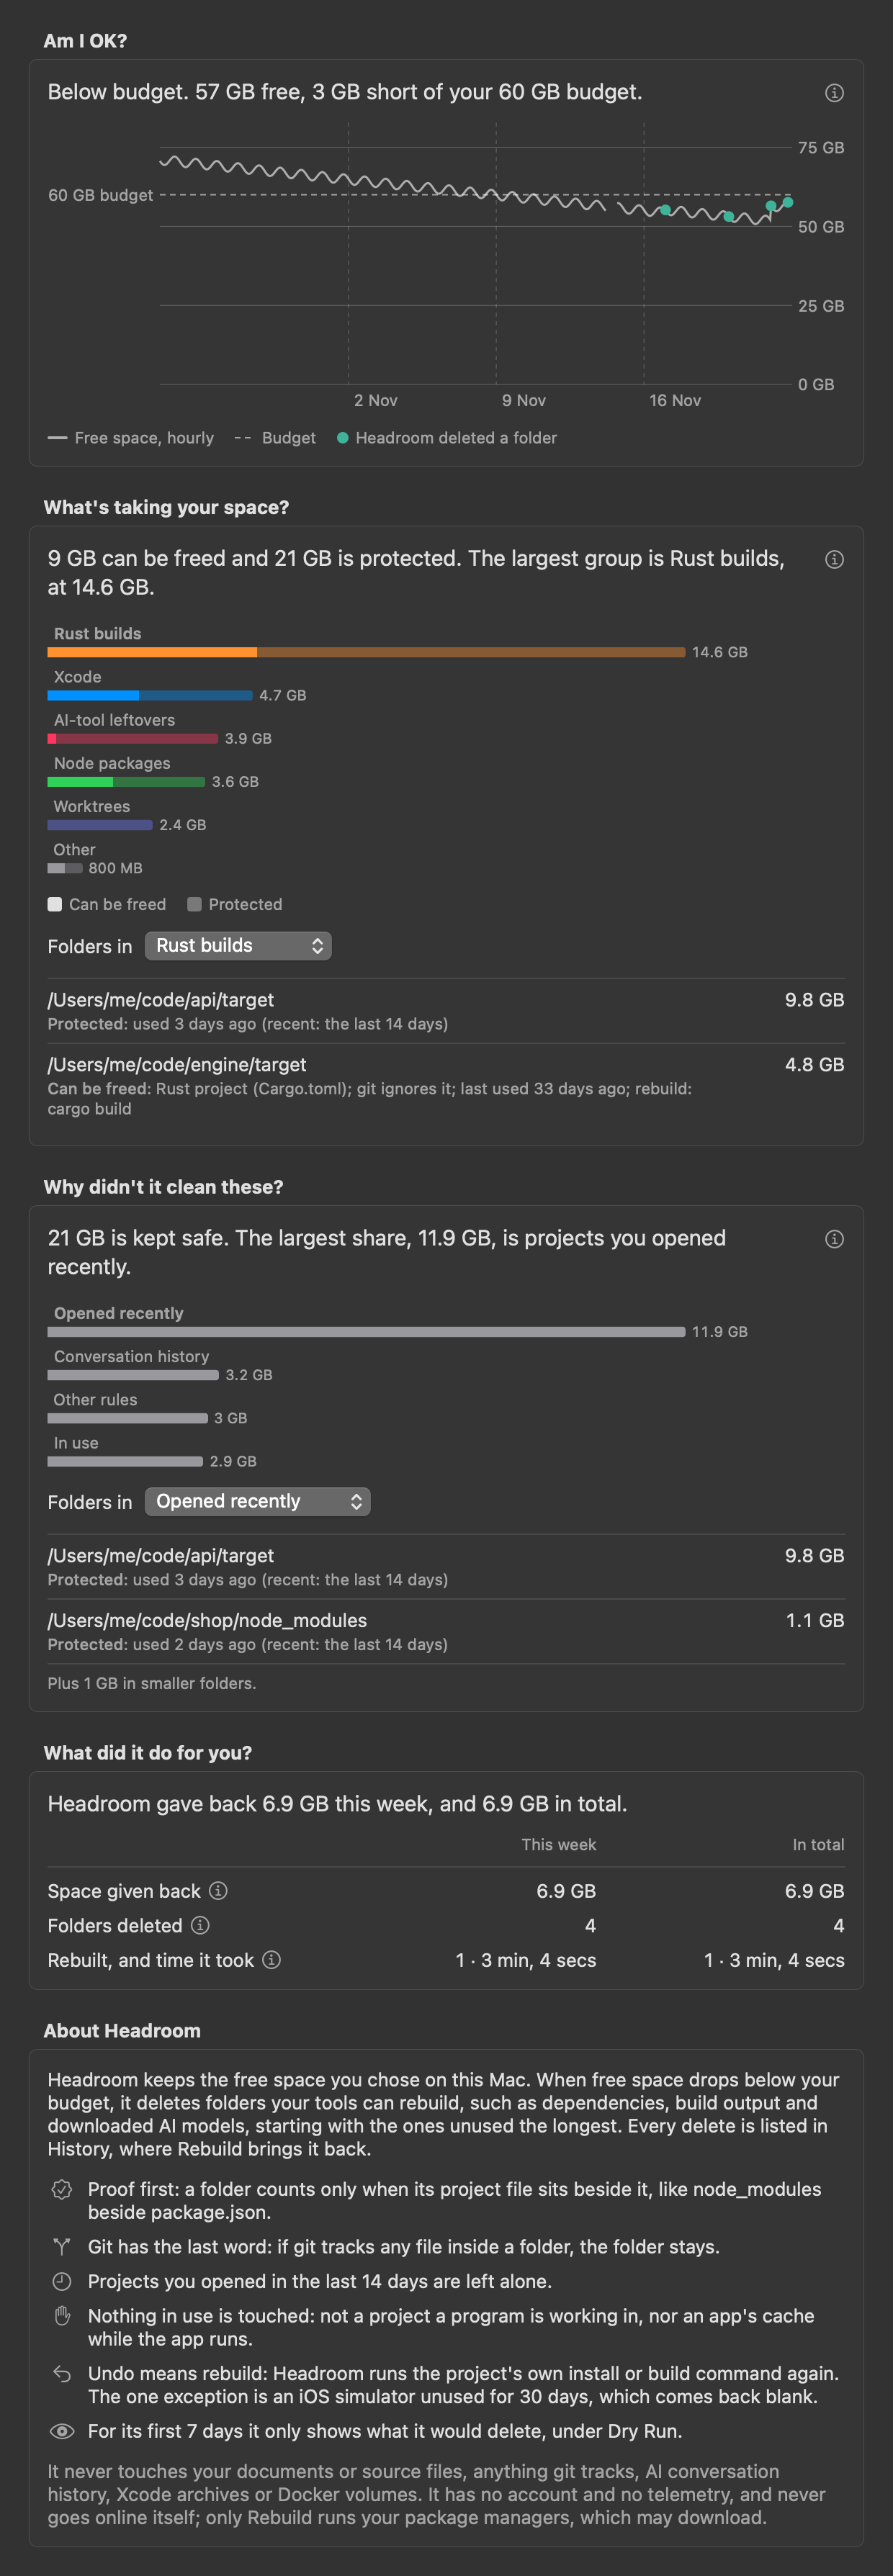 Am I OK?
Below budget. 57 GB free, 3 GB short of your 60 GB budget.
75 GB
60 GB budget
50 GB
25 GB
0 GB
2 Nov
9 Nov
16 Nov
Free space, hourly
Budget
Headroom deleted a folder
What's taking your space?
9 GB can be freed and 21 GB is protected. The largest group is Rust builds,
at 14.6 GB.
Rust builds
14.6 GB
Xcode
4.7 GB
AI-tool leftovers
3.9 GB
Node packages
3.6 GB
Worktrees
2.4 GB
Other
800 MB
Can be freed
Protected
Folders in
Rust builds
/Users/me/code/api/target
9.8 GB
Protected: used 3 days ago (recent: the last 14 days)
/Users/me/code/engine/target
4.8 GB
Can be freed: Rust project (Cargo.toml); git ignores it; last used 33 days ago; rebuild:
cargo build
Why didn't it clean these?
21 GB is kept safe. The largest share, 11.9 GB, is projects you opened
recently.
Opened recently
11.9 GB
Conversation history
3.2 GB
Other rules
3 GB
In use
2.9 GB
Folders in
Opened recently
/Users/me/code/api/target
9.8 GB
Protected: used 3 days ago (recent: the last 14 days)
/Users/me/code/shop/node_modules
1.1 GB
Protected: used 2 days ago (recent: the last 14 days)
Plus 1 GB in smaller folders.
What did it do for you?
Headroom gave back 6.9 GB this week, and 6.9 GB in total.
This week
In total
Space given back
6.9 GB
6.9 GB
Folders deleted
4
4
Rebuilt, and time it took
1 · 3 min, 4 secs
1 · 3 min, 4 secs
About Headroom
Headroom keeps the free space you chose on this Mac. When free space drops below your
budget, it deletes folders your tools can rebuild, such as dependencies, build output and
downloaded AI models, starting with the ones unused the longest. Every delete is listed in
History, where Rebuild brings it back.
Proof first: a folder counts only when its project file sits beside it, like node_modules
beside package.json.
Git has the last word: if git tracks any file inside a folder, the folder stays.
Projects you opened in the last 14 days are left alone.
Nothing in use is touched: not a project a program is working in, nor an app's cache
while the app runs.
Undo means rebuild: Headroom runs the project's own install or build command again.
The one exception is an iOS simulator unused for 30 days, which comes back blank.
For its first 7 days it only shows what it would delete, under Dry Run.
It never touches your documents or source files, anything git tracks, AI conversation
history, Xcode archives or Docker volumes. It has no account and no telemetry, and never
goes online itself; only Rebuild runs your package managers, which may download.